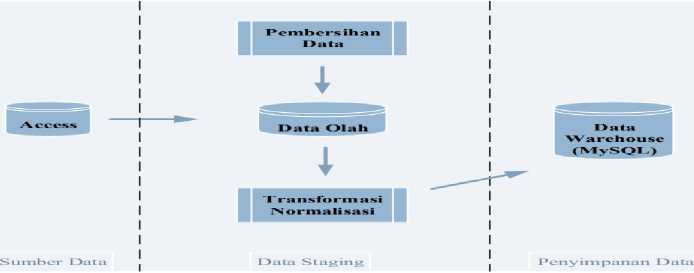 Pembersihan
Data
Access
Data Olah
Data
Warehouse
(MySQL)
Transformasi
Normalisasi
Sumber Data
Data Staging
Penyimpanan Data